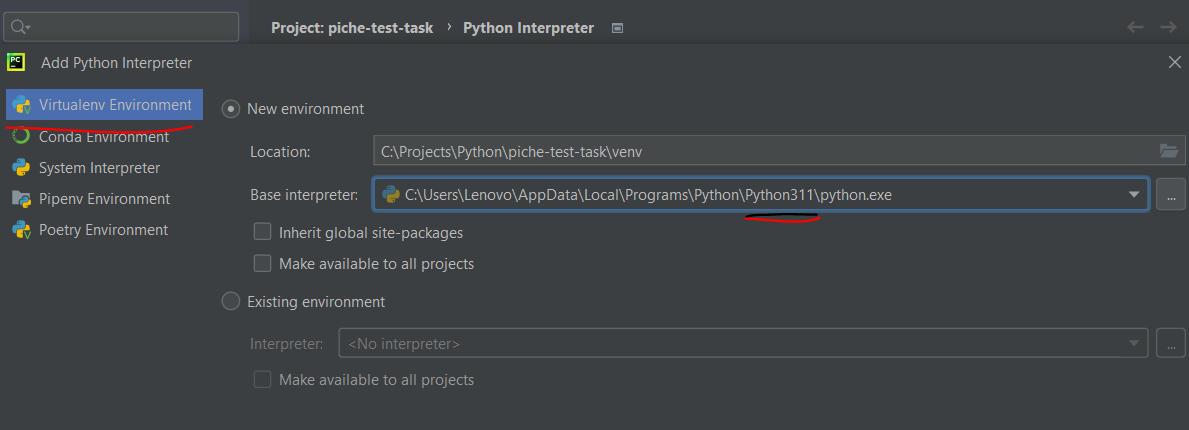 Project: piche-test-task › Python Interpreter
PC
Add Python Interpreter
Virtualenv Environment
Conda Environment
System Interpreter
Pipenv Environment
Poetry Environment
New environment
Location: C:\Projects\Python\piche-test-task\venv
Base interpreter: C:\Users\Lenovo\AppData\Local\Programs\Python\Python311\python.exe ...
Inherit global site-packages
Make available to all projects
Existing environment
Interpreter: <No interpreter> ...
Make available to all projects